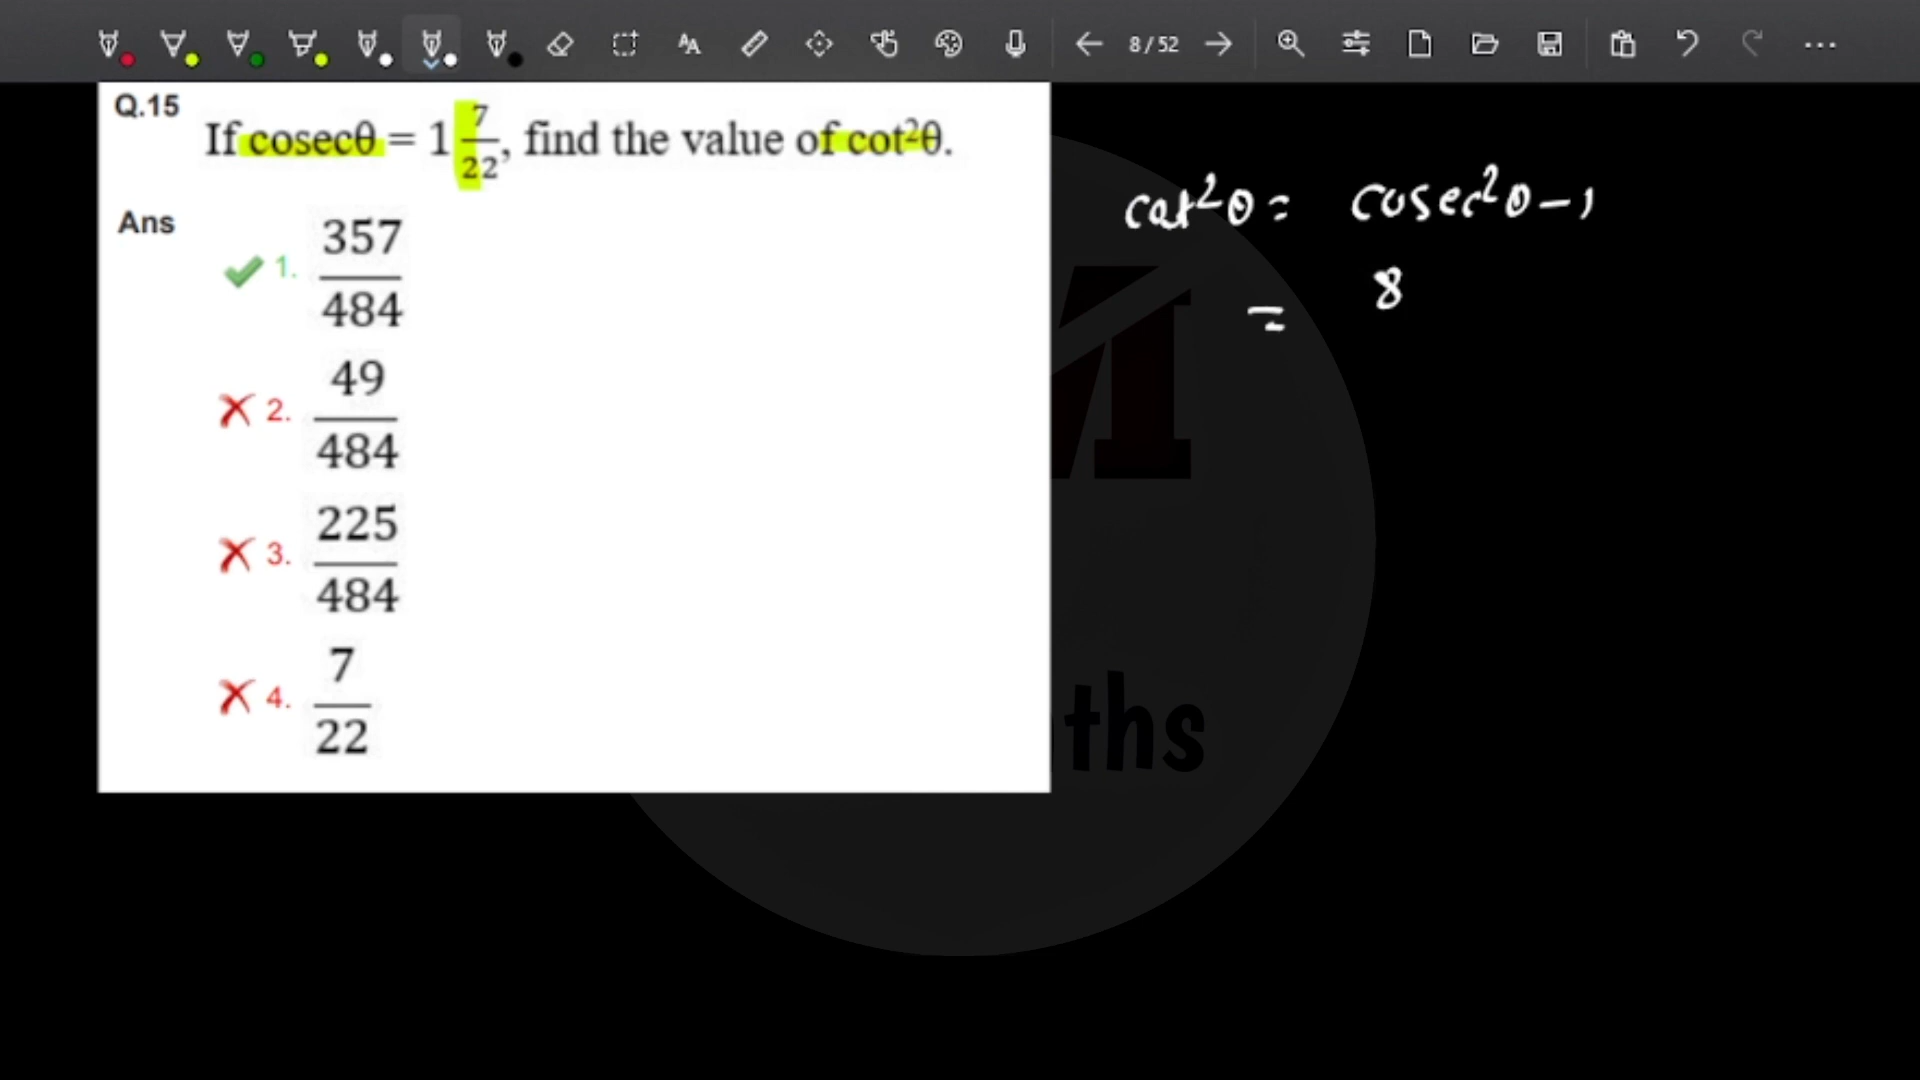 8 / 52
Q.15
If cosecθ = 1 7/22, find the value of cot²θ.
Ans
1. 357/484
2. 49/484
3. 225/484
4. 7/22
cot²θ = cosec²θ-1
= 8
ths